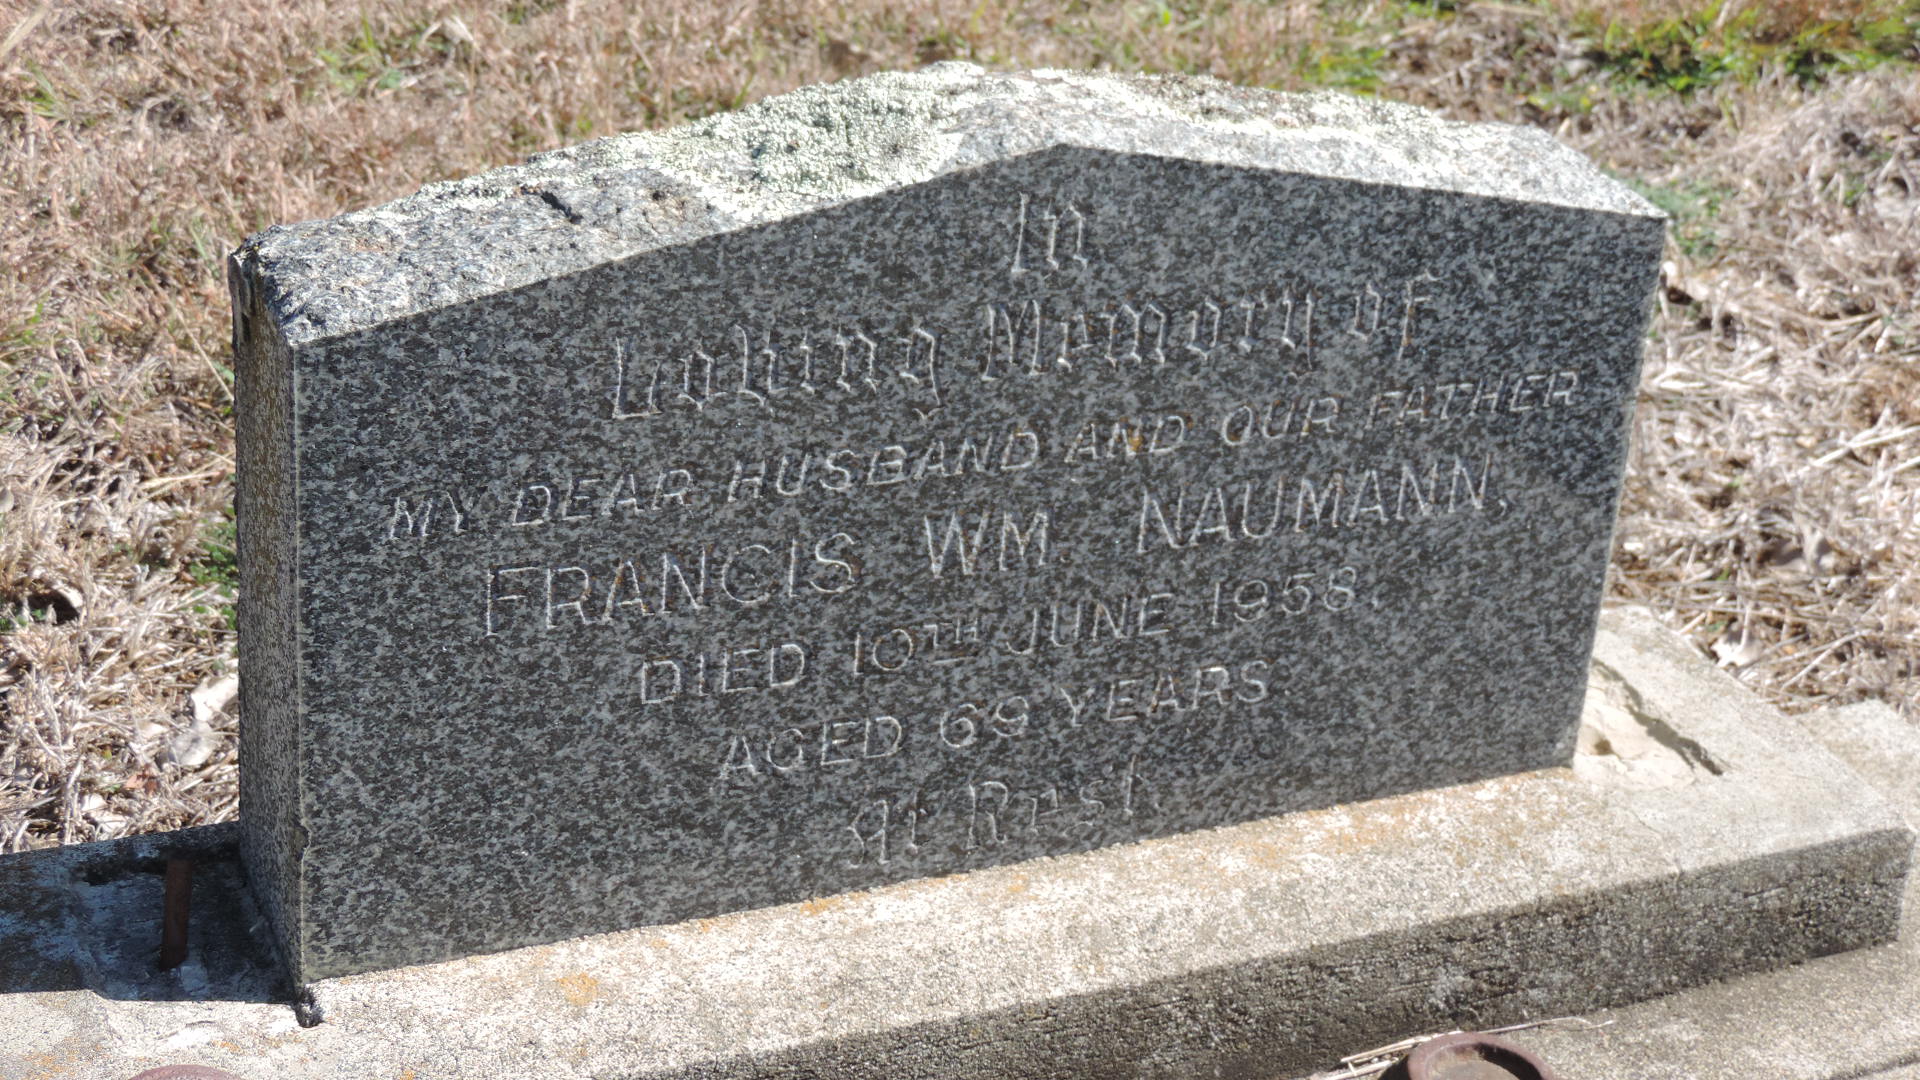 In
Loving Memory of
MY DEAR HUSBAND AND OUR FATHER
FRANCIS WM. NAUMANN,
DIED 10TH JUNE 1958.
AGED 69 YEARS.
At Rest.